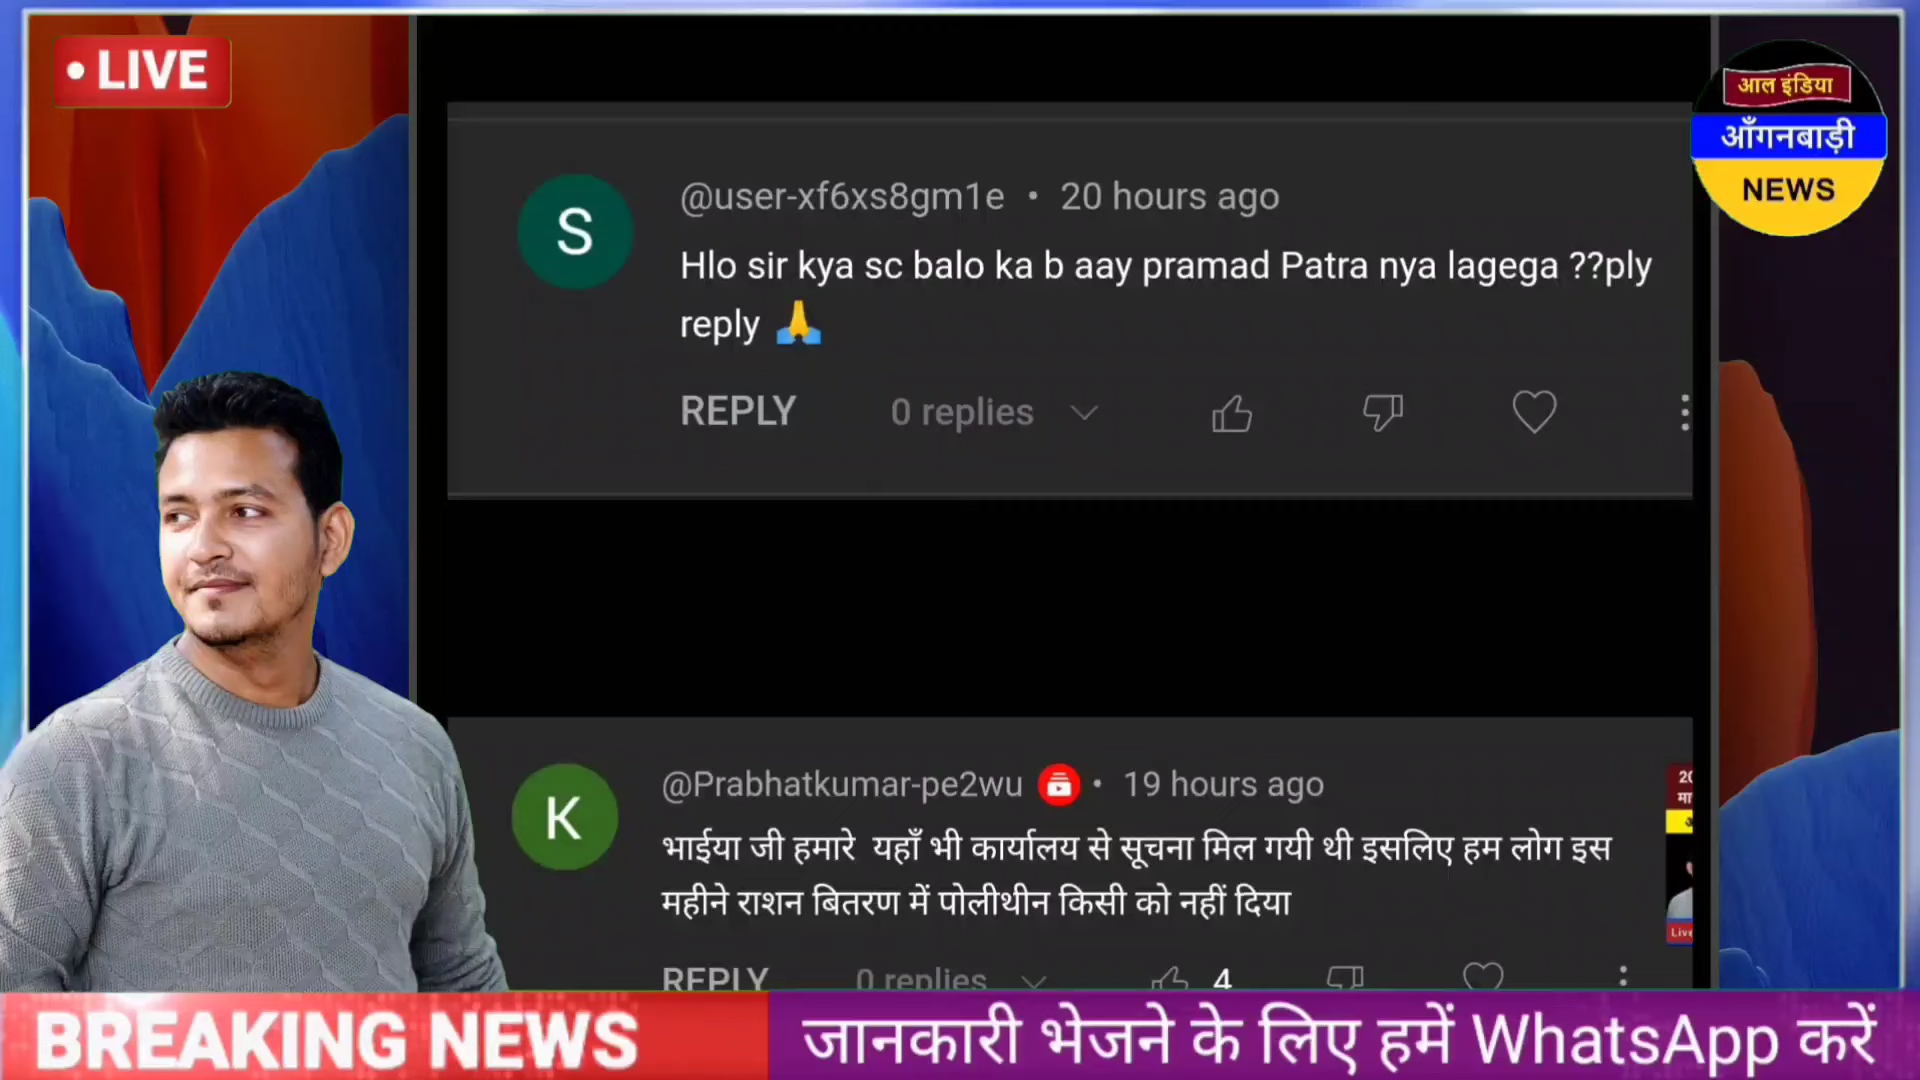 • LIVE
आल इंडिया
आँगनबाड़ी
NEWS
S
@user-xf6xs8gm1e • 20 hours ago
Hlo sir kya sc balo ka b aay pramad Patra nya lagega ??ply
reply 🙏
REPLY 0 replies
K
@Prabhatkumar-pe2wu • 19 hours ago
भाईया जी हमारे यहाँ भी कार्यालय से सूचना मिल गयी थी इसलिए हम लोग इस
महीने राशन बितरण में पोलीथीन किसी को नहीं दिया
20
मा
Live
REPLY 0 replies 4
BREAKING NEWS
जानकारी भेजने के लिए हमें WhatsApp करें